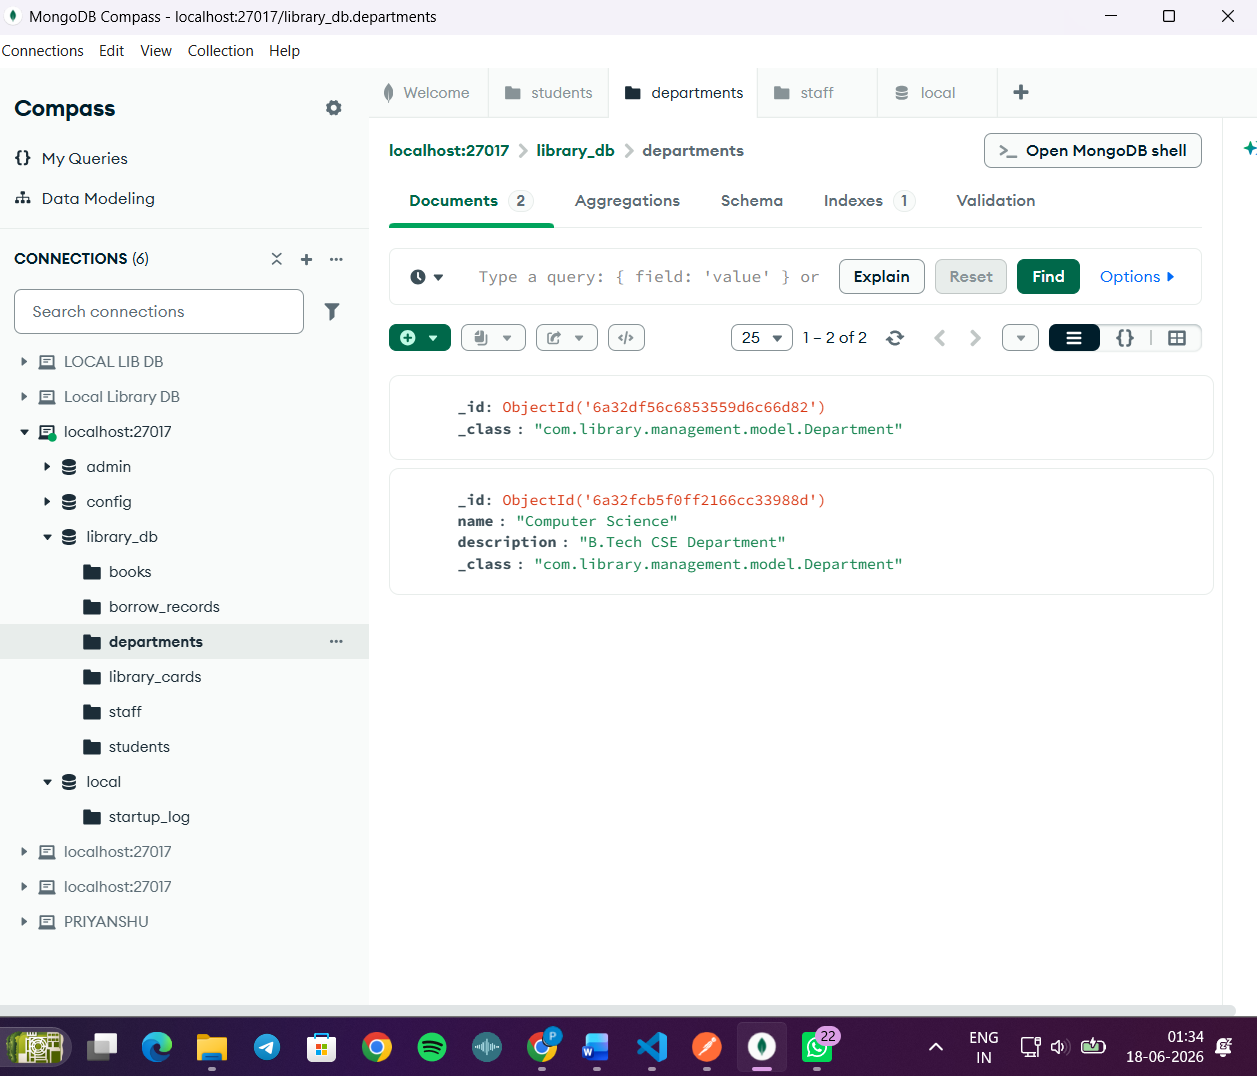 MongoDB Compass - localhost:27017/library_db.departments
Connections Edit View Collection Help
Compass
My Queries
Data Modeling
CONNECTIONS (6)
Search connections
LOCAL LIB DB
Local Library DB
localhost:27017
admin
config
library_db
books
borrow_records
departments
library_cards
staff
students
local
startup_log
localhost:27017
localhost:27017
PRIYANSHU
Welcome students departments staff local
localhost:27017 library_db departments
>_ Open MongoDB shell
Documents 2 Aggregations Schema Indexes 1 Validation
Type a query: { field: 'value' } or Explain Reset Find Options
25 1 – 2 of 2
_id: ObjectId('6a32df56c6853559d6c66d82')
_class : "com.library.management.model.Department"
_id: ObjectId('6a32fcb5f0ff2166cc33988d')
name : "Computer Science"
description : "B.Tech CSE Department"
_class : "com.library.management.model.Department"
P
W
22
ENG
IN
01:34
18-06-2026